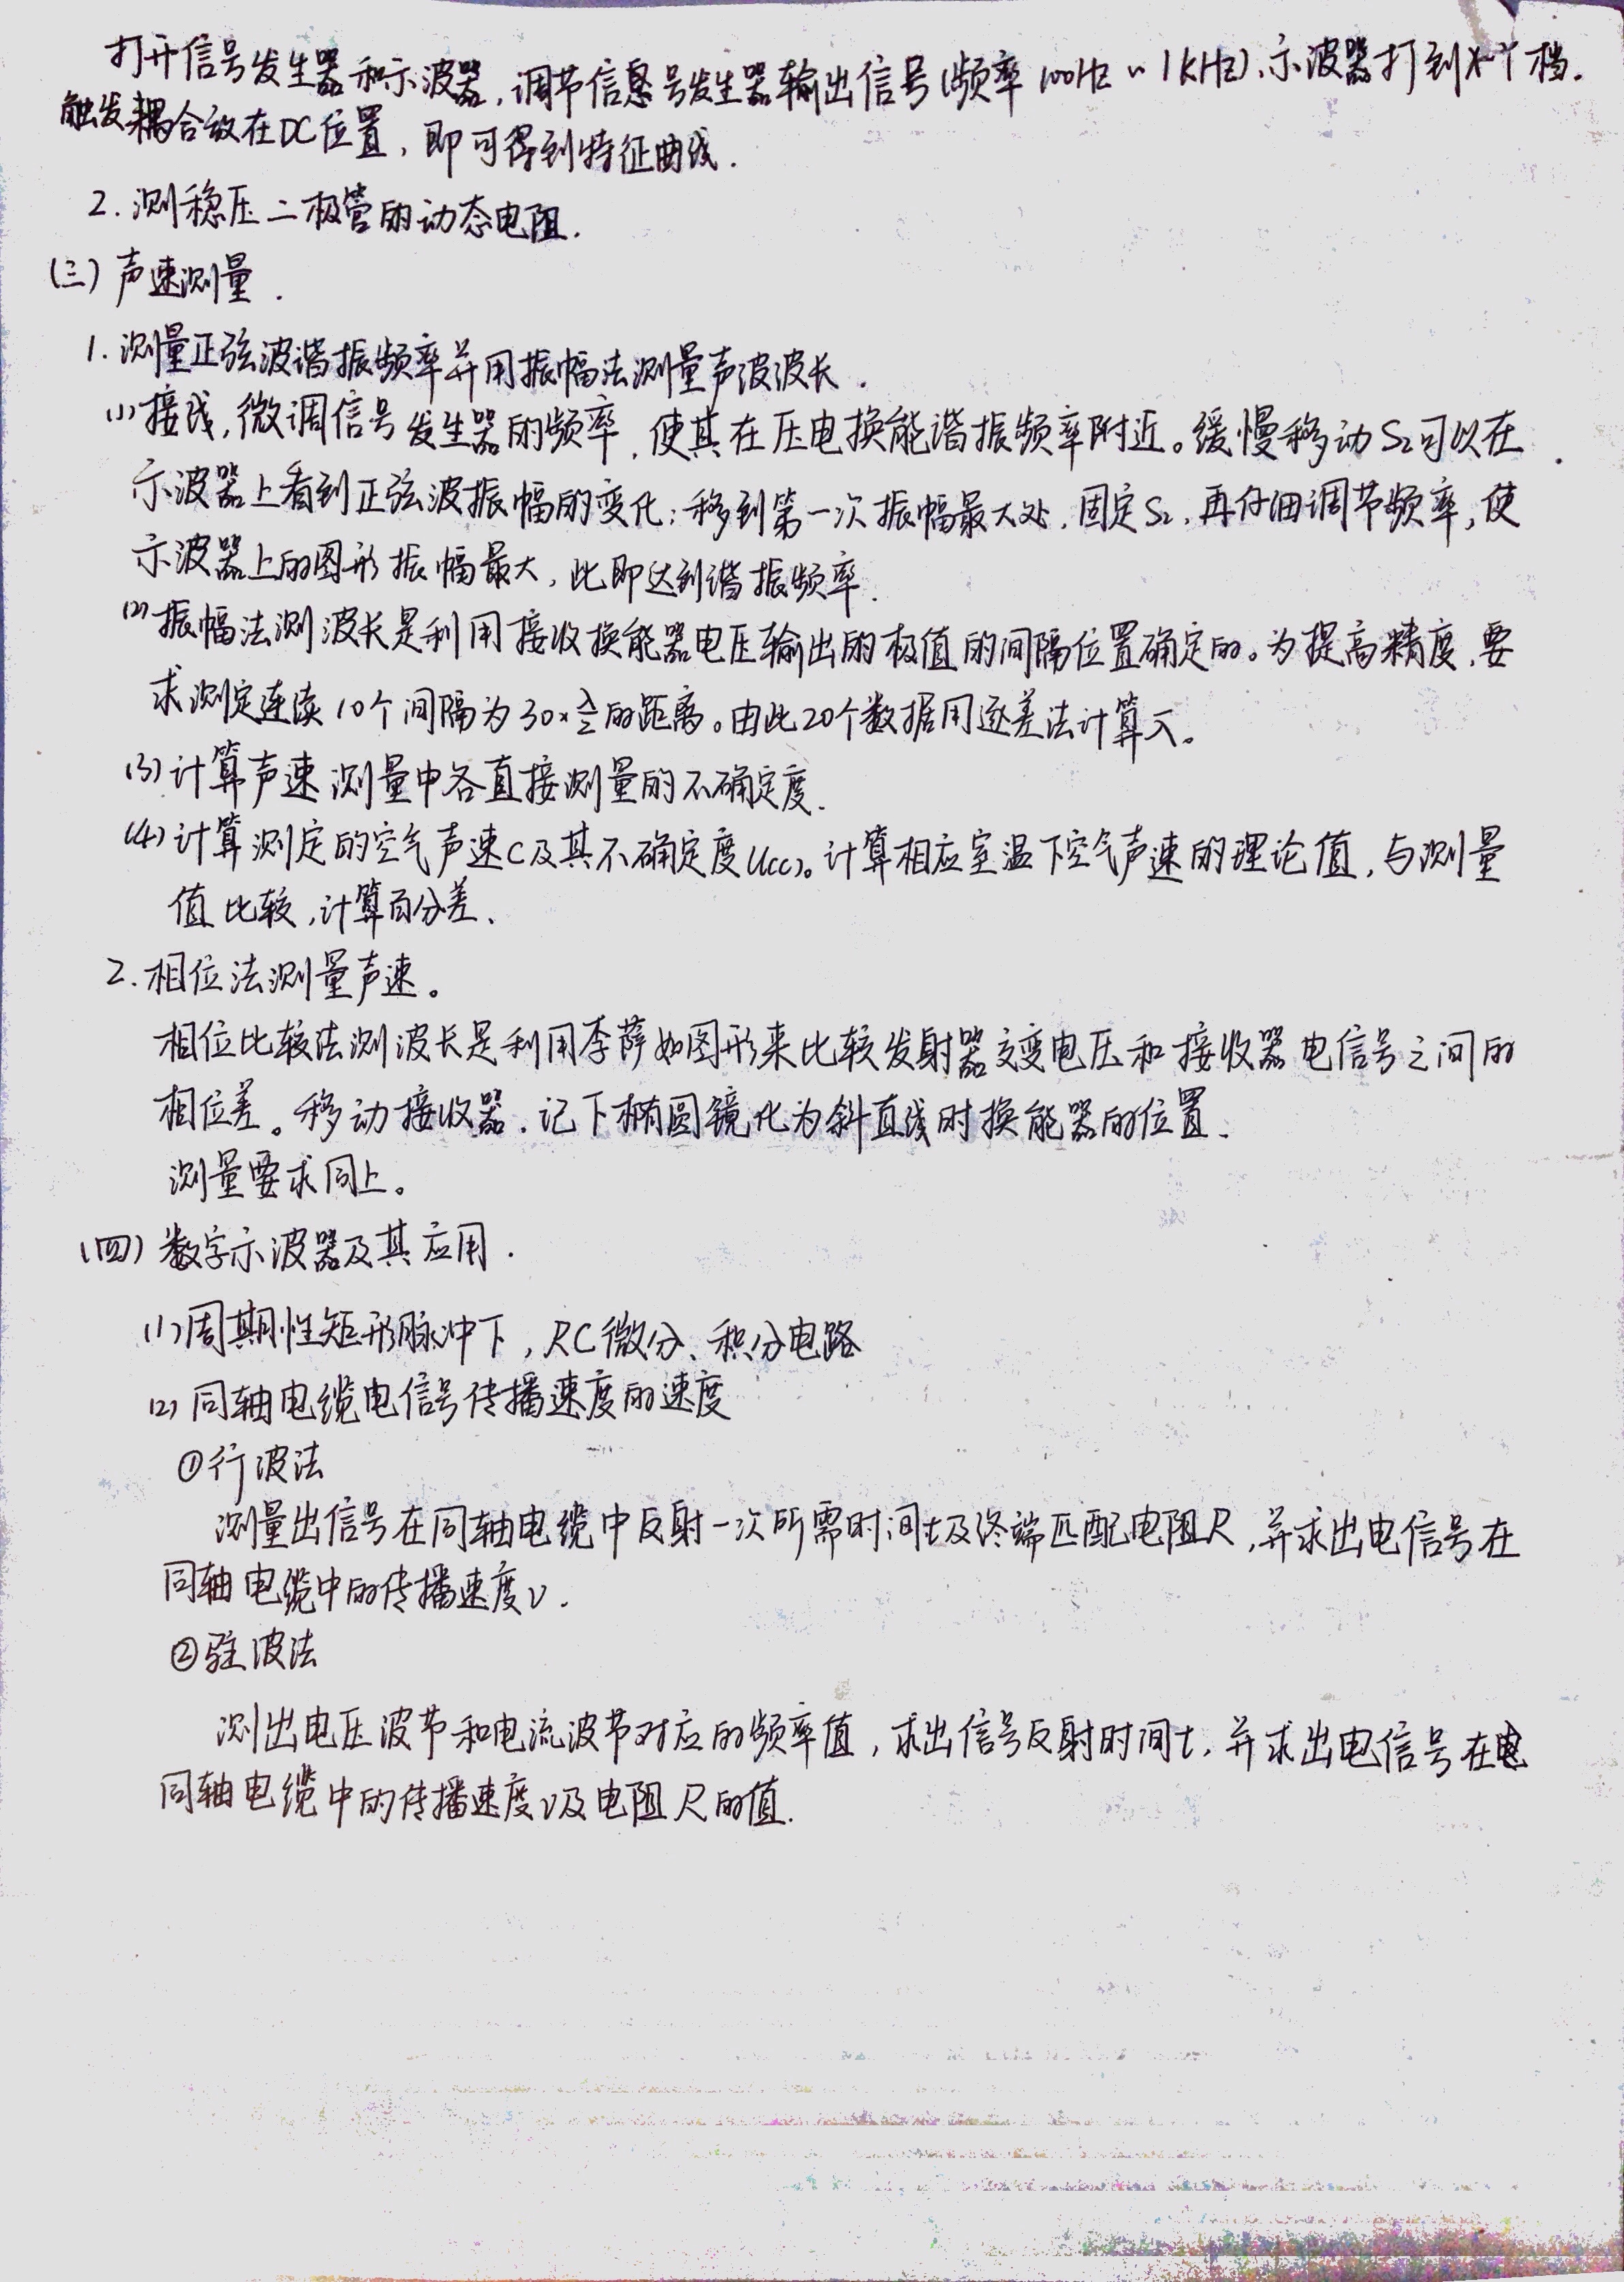 打开信号发生器和示波器,调节信号发生器输出信号(频率100Hz~1kHz),示波器打到X-Y档.
触发耦合放在DC位置,即可得到特征曲线.
2.测稳压二极管的动态电阻.
(三)声速测量.
1.测量正弦波谐振频率并用振幅法测量声波波长.
(1)接线,微调信号发生器的频率,使其在压电换能谐振频率附近。缓慢移动S₂可以在
示波器上看到正弦波振幅的变化;移到第一次振幅最大处,固定S₂,再仔细调节频率,使
示波器上的图形振幅最大,此即达到谐振频率.
(2)振幅法测波长是利用接收换能器电压输出的极值的间隔位置确定的。为提高精度,要
求测定连续10个间隔为30×λ/2的距离。由此20个数据用逐差法计算λ。
(3)计算声速测量中各直接测量的不确定度.
(4)计算测定的空气声速C及其不确定度U(C)。计算相应室温下空气声速的理论值,与测量
值比较,计算百分差、
2.相位法测量声速。
相位比较法测波长是利用李萨如图形来比较发射器交变电压和接收器电信号之间的
相位差。移动接收器.记下椭圆镜化为斜直线时换能器的位置.
测量要求同上。
(四)数字示波器及其应用.
(1)周期性矩形脉冲下,RC微分、积分电路
(2)同轴电缆电信号传播速度的速度
①行波法
测量出信号在同轴电缆中反射一次所需时间t及终端匹配电阻R,并求出电信号在
同轴电缆中的传播速度v.
②驻波法
测出电压波节和电流波节对应的频率值,求出信号反射时间t,并求出电信号在
同轴电缆中的传播速度v及电阻R的值.